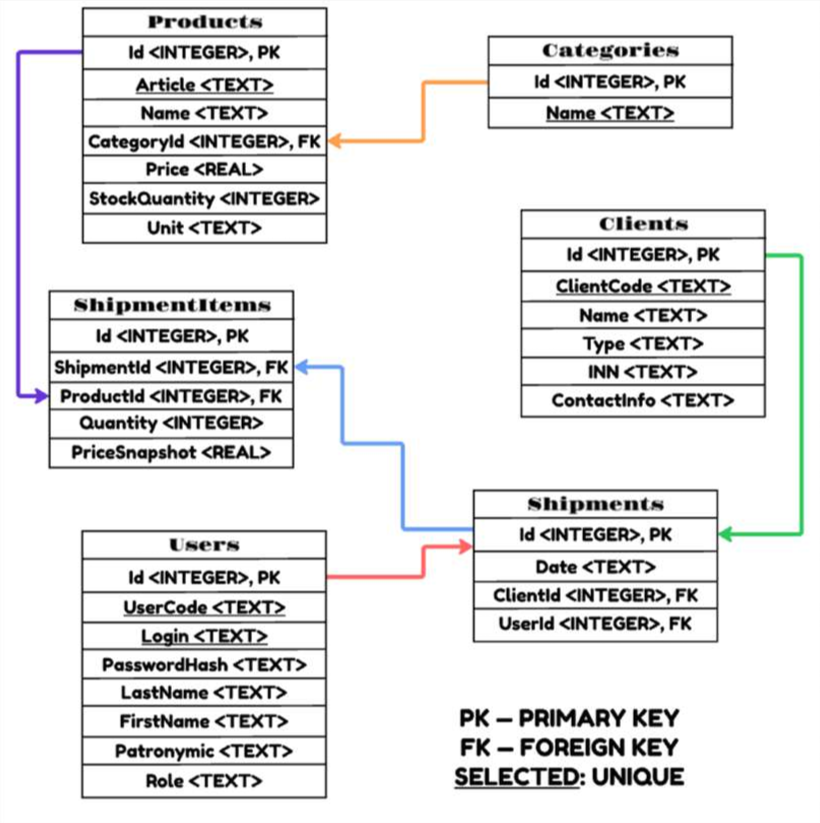 Products
Id <INTEGER>, PK
Article <TEXT>
Name <TEXT>
CategoryId <INTEGER>, FK
Price <REAL>
StockQuantity <INTEGER>
Unit <TEXT>
Categories
Id <INTEGER>, PK
Name <TEXT>
Clients
Id <INTEGER>, PK
ClientCode <TEXT>
Name <TEXT>
Type <TEXT>
INN <TEXT>
ContactInfo <TEXT>
ShipmentItems
Id <INTEGER>, PK
ShipmentId <INTEGER>, FK
ProductId <INTEGER>, FK
Quantity <INTEGER>
PriceSnapshot <REAL>
Shipments
Id <INTEGER>, PK
Date <TEXT>
ClientId <INTEGER>, FK
UserId <INTEGER>, FK
Users
Id <INTEGER>, PK
UserCode <TEXT>
Login <TEXT>
PasswordHash <TEXT>
LastName <TEXT>
FirstName <TEXT>
Patronymic <TEXT>
Role <TEXT>
PK – PRIMARY KEY
FK – FOREIGN KEY
SELECTED: UNIQUE